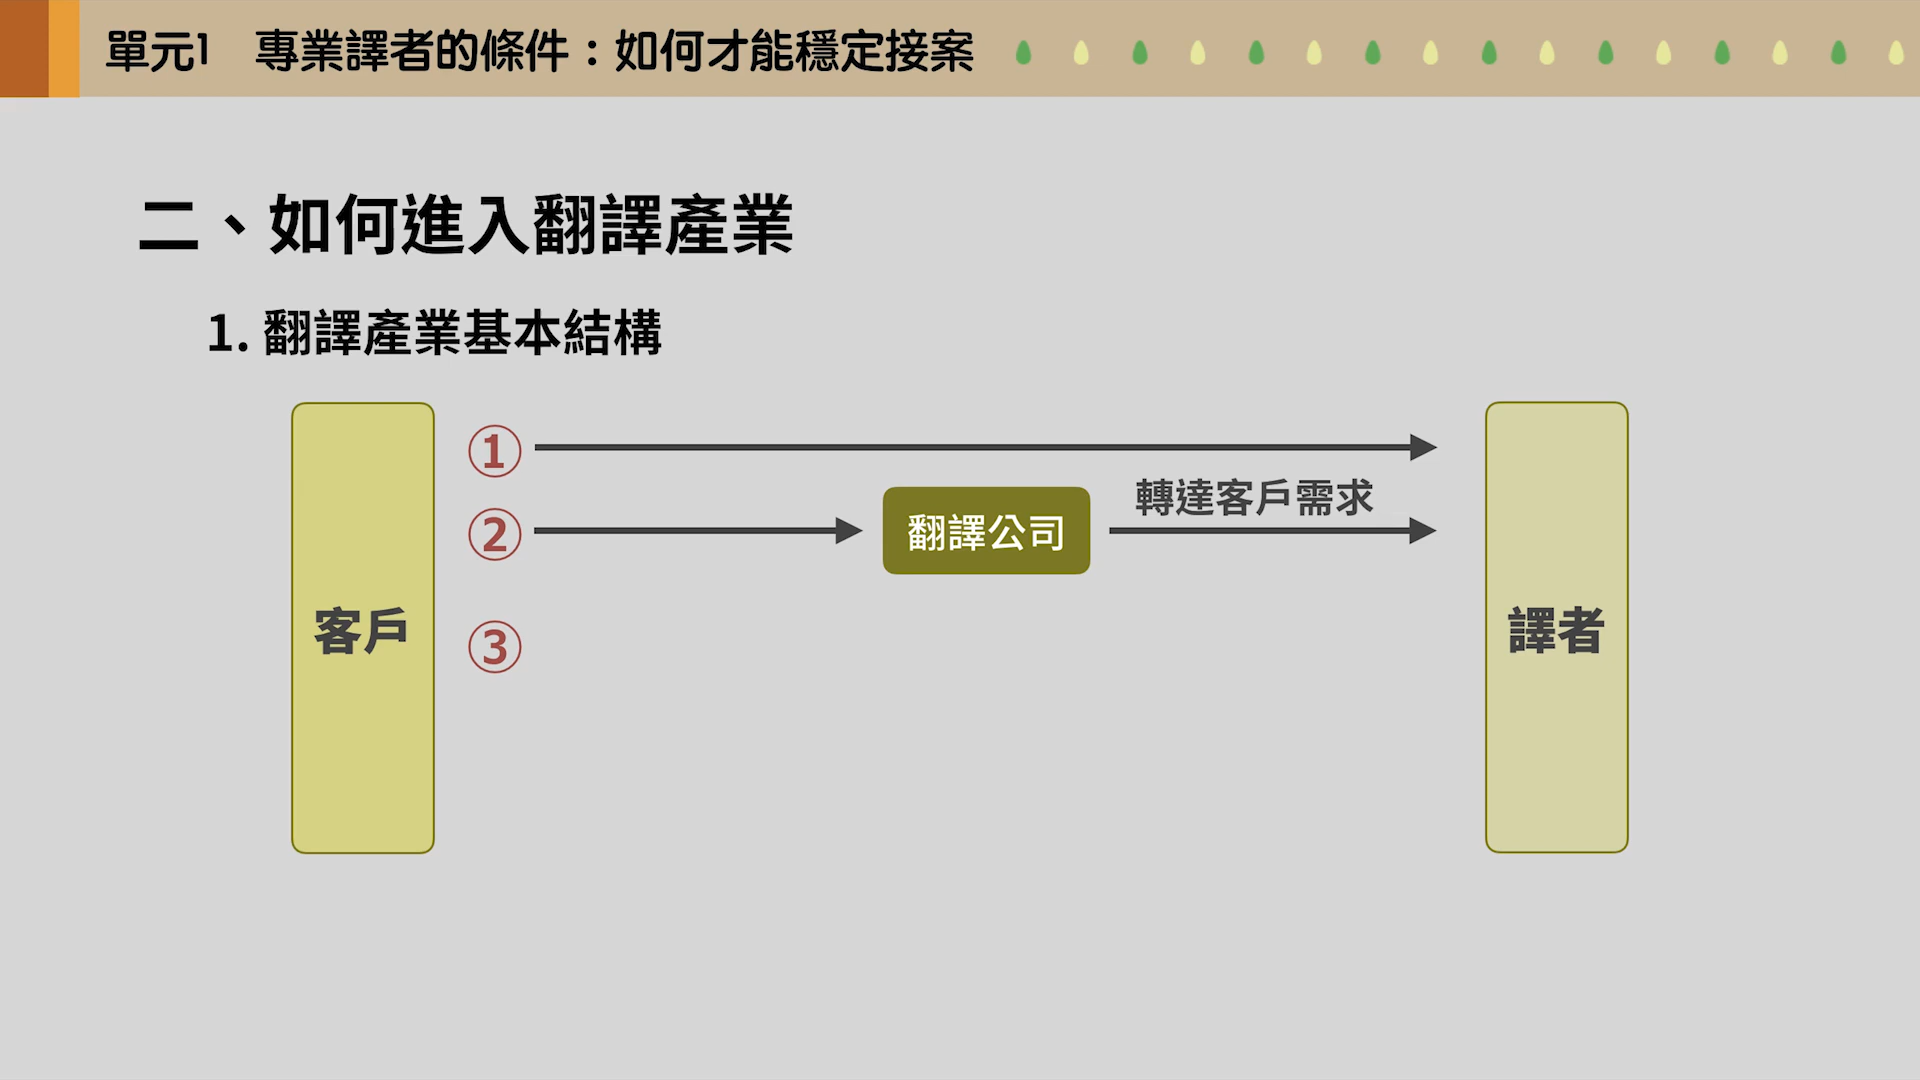 單元1　專業譯者的條件：如何才能穩定接案
二、如何進入翻譯產業
1. 翻譯產業基本結構
①
轉達客戶需求
②
翻譯公司
客戶
譯者
③